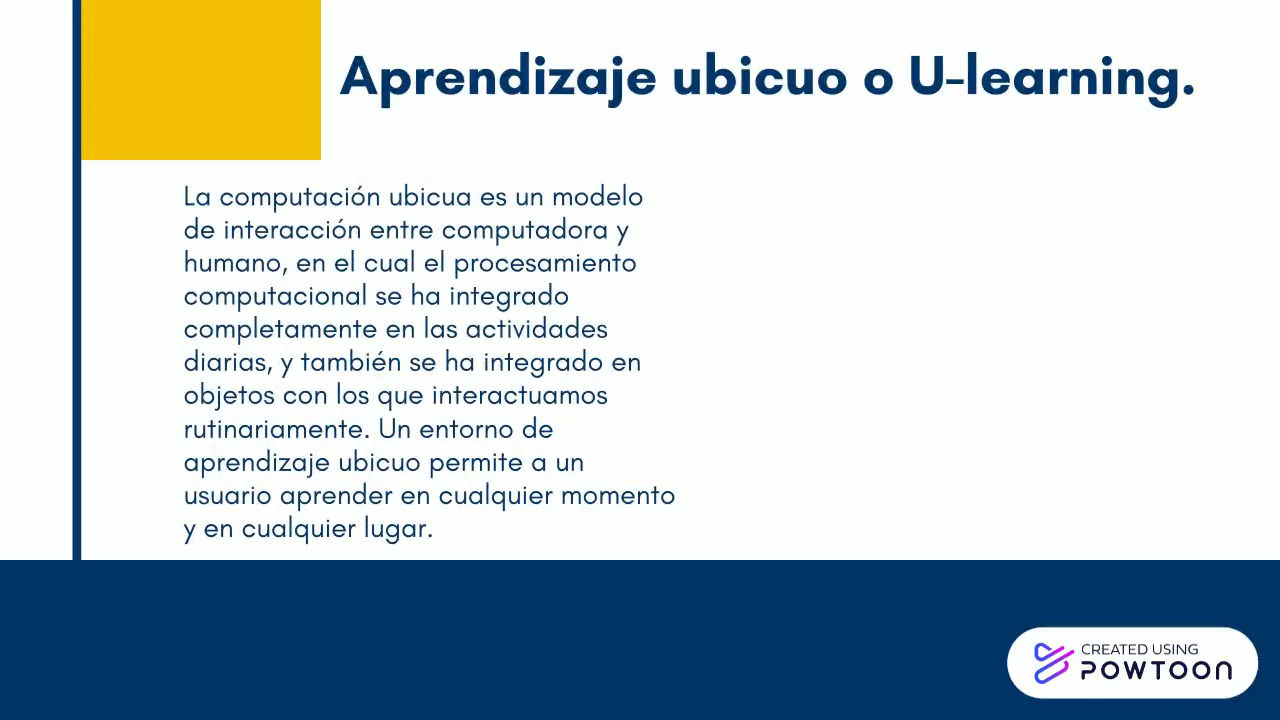 Aprendizaje ubicuo o U-learning.
La computación ubicua es un modelo
de interacción entre computadora y
humano, en el cual el procesamiento
computacional se ha integrado
completamente en las actividades
diarias, y también se ha integrado en
objetos con los que interactuamos
rutinariamente. Un entorno de
aprendizaje ubicuo permite a un
usuario aprender en cualquier momento
y en cualquier lugar.
CREATED USING
POWTOON